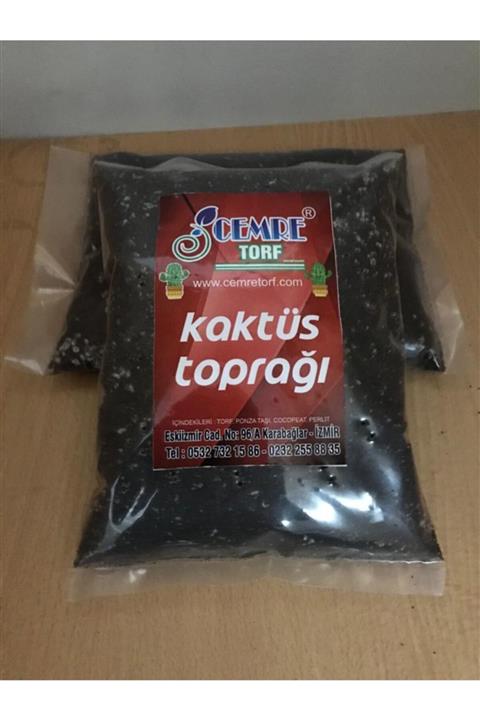 CEMRE®
TORF
www.cemretorf.com
kaktüs
toprağı
İÇİNDEKİLERİ : TORF, PONZA TAŞI, COCOPEAT, PERLİT
Eskiizmir Cad. No: 96/A Karabağlar - İZMİR
Tel : 0532 732 15 86 - 0232 255 88 35